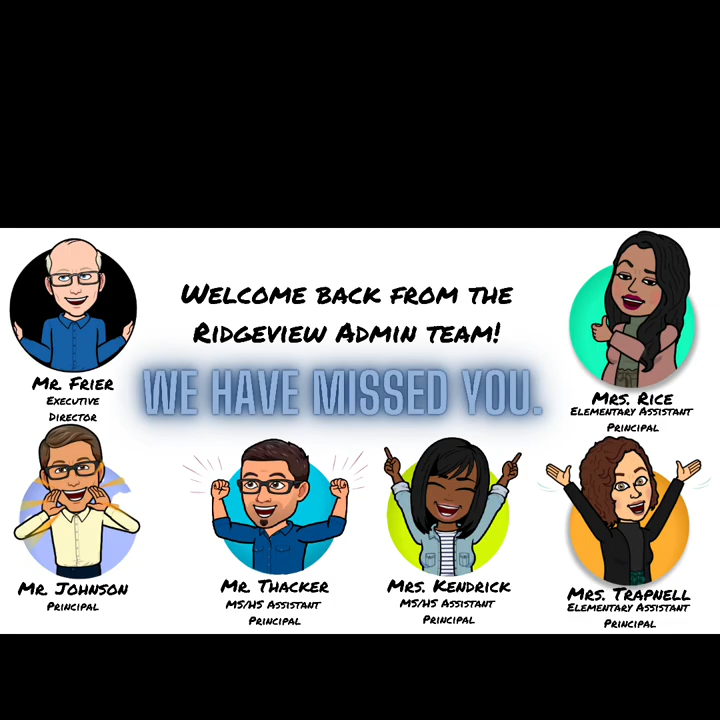 Welcome back from the
Ridgeview Admin team!
WE HAVE MISSED YOU.
Mr. Frier
Executive
Director
Mrs. Rice
Elementary Assistant
Principal
Mr. Johnson
Principal
Mr. Thacker
MS/HS Assistant
Principal
Mrs. Kendrick
MS/HS Assistant
Principal
Mrs. Trapnell
Elementary Assistant
Principal